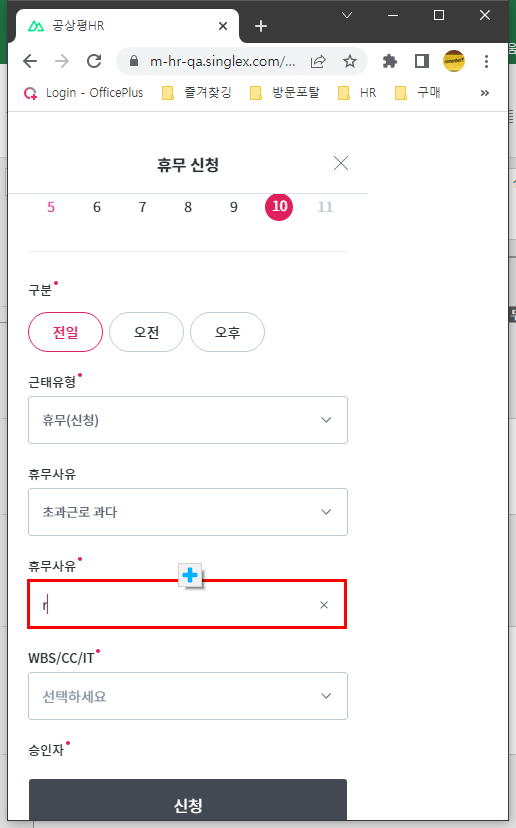 공상평HR
m-hr-qa.singlex.com/...
Login - OfficePlus 즐겨찾깅 방문포탈 HR 구매 »
휴무 신청
5 6 7 8 9 10 11
구분
전일 오전 오후
근태유형
휴무(신청)
휴무사유
초과근로 과다
휴무사유
r
WBS/CC/IT
선택하세요
승인자
신청